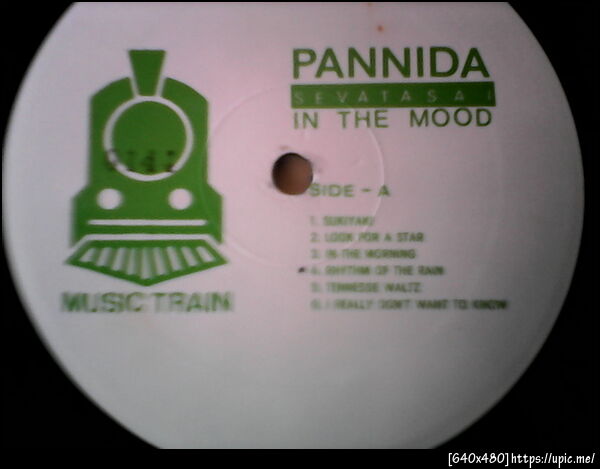 PANNIDA
SEVATASAI
IN THE MOOD
SIDE - A
1. SUKIYAKI
2. LOOK FOR A STAR
3. IN THE MORNING
4. RHYTHM OF THE RAIN
5. TENNESSE WALTZ
6. I REALLY DON'T WANT TO KNOW
MUSIC TRAIN
[640x480]https://upic.me/